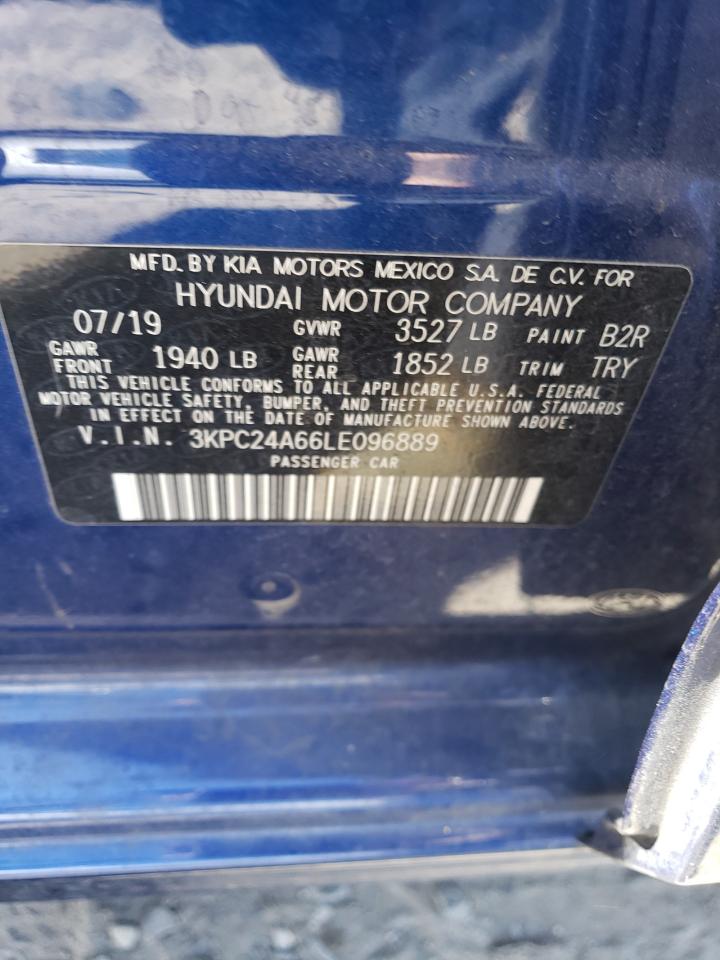 MFD. BY KIA MOTORS MEXICO S.A. DE C.V. FOR
HYUNDAI MOTOR COMPANY
07/19 GVWR 3527 LB PAINT B2R
GAWR FRONT 1940 LB GAWR REAR 1852 LB TRIM TRY
THIS VEHICLE CONFORMS TO ALL APPLICABLE U.S.A. FEDERAL
MOTOR VEHICLE SAFETY, BUMPER, AND THEFT PREVENTION STANDARDS
IN EFFECT ON THE DATE OF MANUFACTURE SHOWN ABOVE.
V.I.N. 3KPC24A66LE096889
PASSENGER CAR